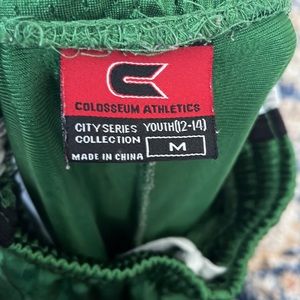 COLOSSEUM ATHLETICS
CITY SERIES YOUTH(12-14)
COLLECTION M
MADE IN CHINA